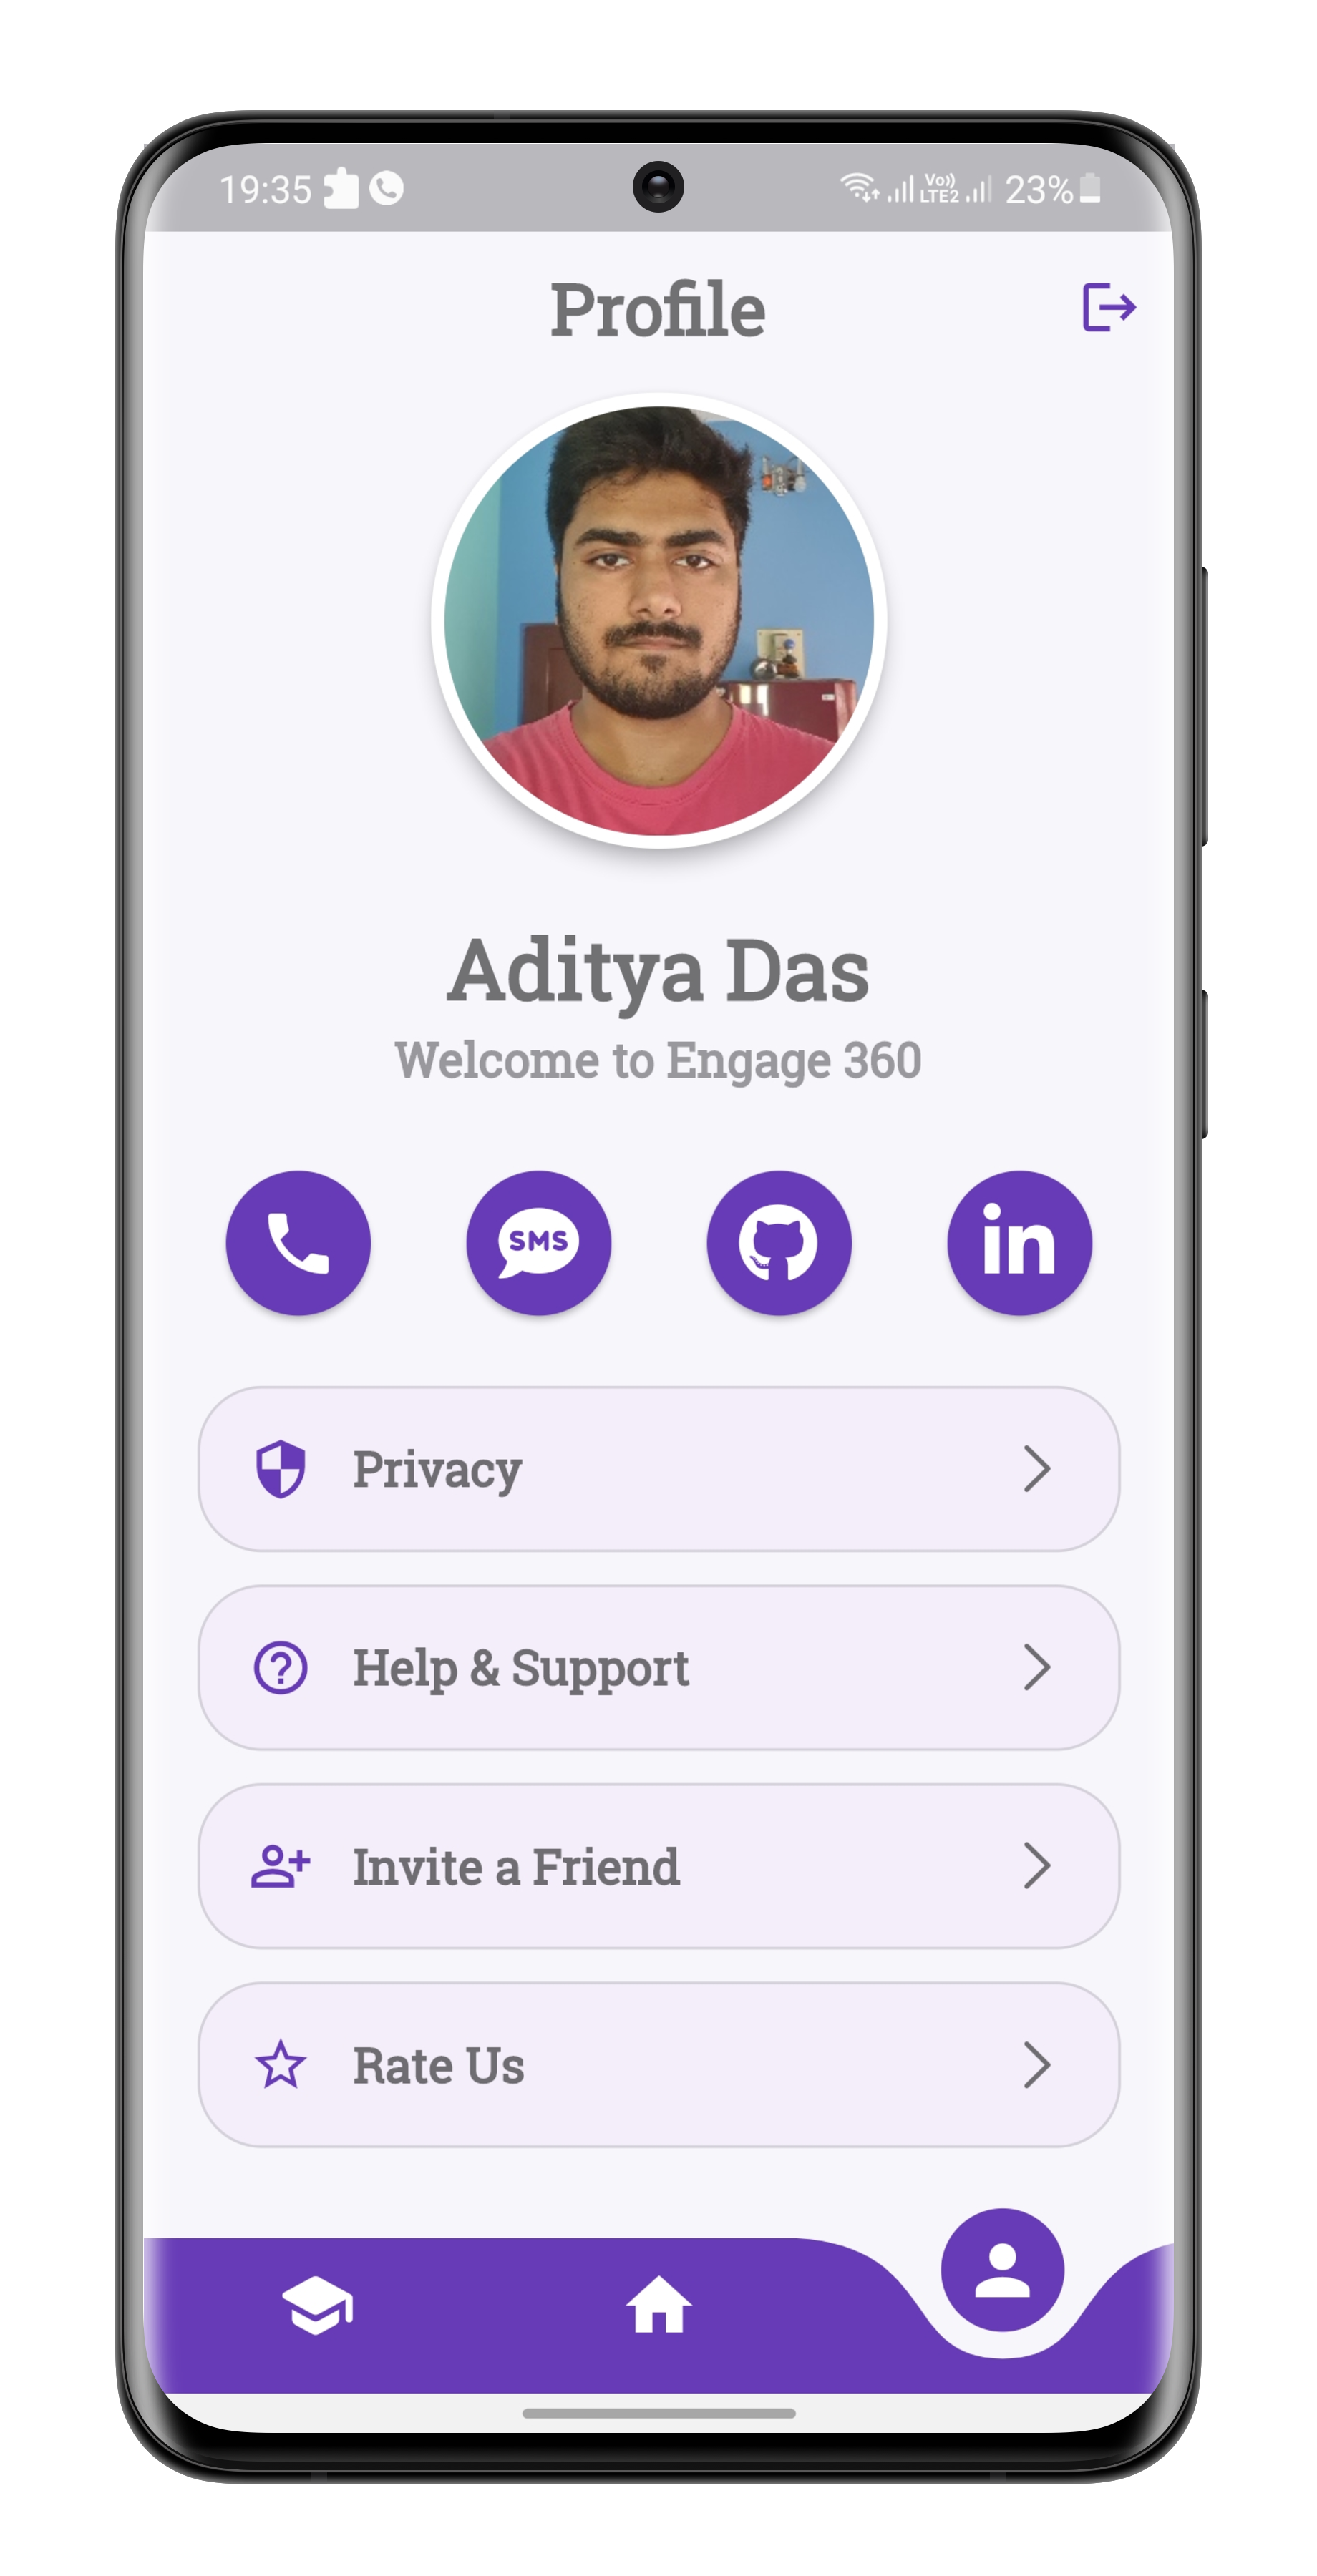 19:35 Vo)) LTE2 23%
Profile
Aditya Das
Welcome to Engage 360
SMS in
Privacy
Help & Support
Invite a Friend
Rate Us